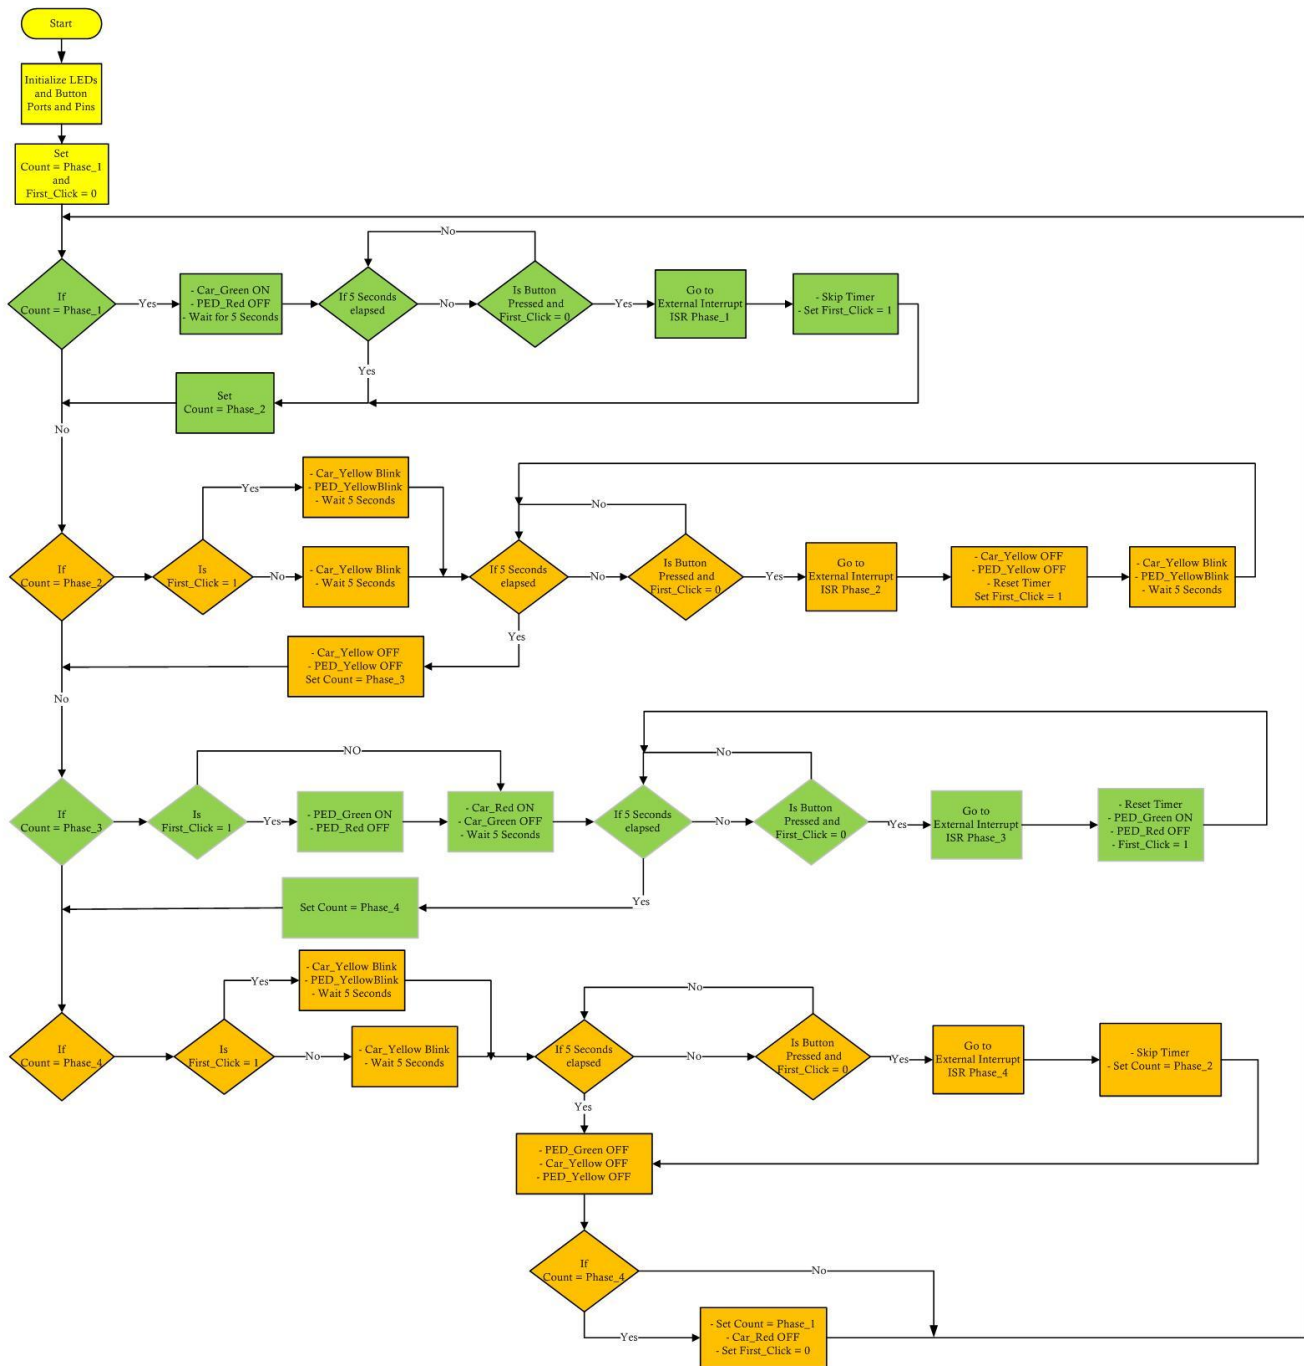 Start
Initialize LEDs
and Button
Ports and Pins
Set
Count = Phase_1
and
First_Click = 0
If
Count = Phase_1
Yes
- Car_Green ON
- PED_Red OFF
- Wait for 5 Seconds
If 5 Seconds
elapsed
No
No
Is Button
Pressed and
First_Click = 0
Yes
Go to
External Interrupt
ISR Phase_1
- Skip Timer
- Set First_Click = 1
Yes
Set
Count = Phase_2
No
If
Count = Phase_2
Is
First_Click = 1
Yes
- Car_Yellow Blink
- PED_YellowBlink
- Wait 5 Seconds
No
- Car_Yellow Blink
- Wait 5 Seconds
If 5 Seconds
elapsed
No
No
Is Button
Pressed and
First_Click = 0
Yes
Go to
External Interrupt
ISR Phase_2
- Car_Yellow OFF
- PED_Yellow OFF
- Reset Timer
Set First_Click = 1
- Car_Yellow Blink
- PED_YellowBlink
- Wait 5 Seconds
Yes
- Car_Yellow OFF
- PED_Yellow OFF
Set Count = Phase_3
No
If
Count = Phase_3
Is
First_Click = 1
NO
Yes
- PED_Green ON
- PED_Red OFF
- Car_Red ON
- Car_Green OFF
- Wait 5 Seconds
If 5 Seconds
elapsed
No
No
Is Button
Pressed and
First_Click = 0
Yes
Go to
External Interrupt
ISR Phase_3
- Reset Timer
- PED_Green ON
- PED_Red OFF
- First_Click = 1
Yes
Set Count = Phase_4
If
Count = Phase_4
Is
First_Click = 1
Yes
- Car_Yellow Blink
- PED_YellowBlink
- Wait 5 Seconds
No
- Car_Yellow Blink
- Wait 5 Seconds
If 5 Seconds
elapsed
No
No
Is Button
Pressed and
First_Click = 0
Yes
Go to
External Interrupt
ISR Phase_4
- Skip Timer
- Set Count = Phase_2
Yes
- PED_Green OFF
- Car_Yellow OFF
- PED_Yellow OFF
If
Count = Phase_4
No
Yes
- Set Count = Phase_1
- Car_Red OFF
- Set First_Click = 0